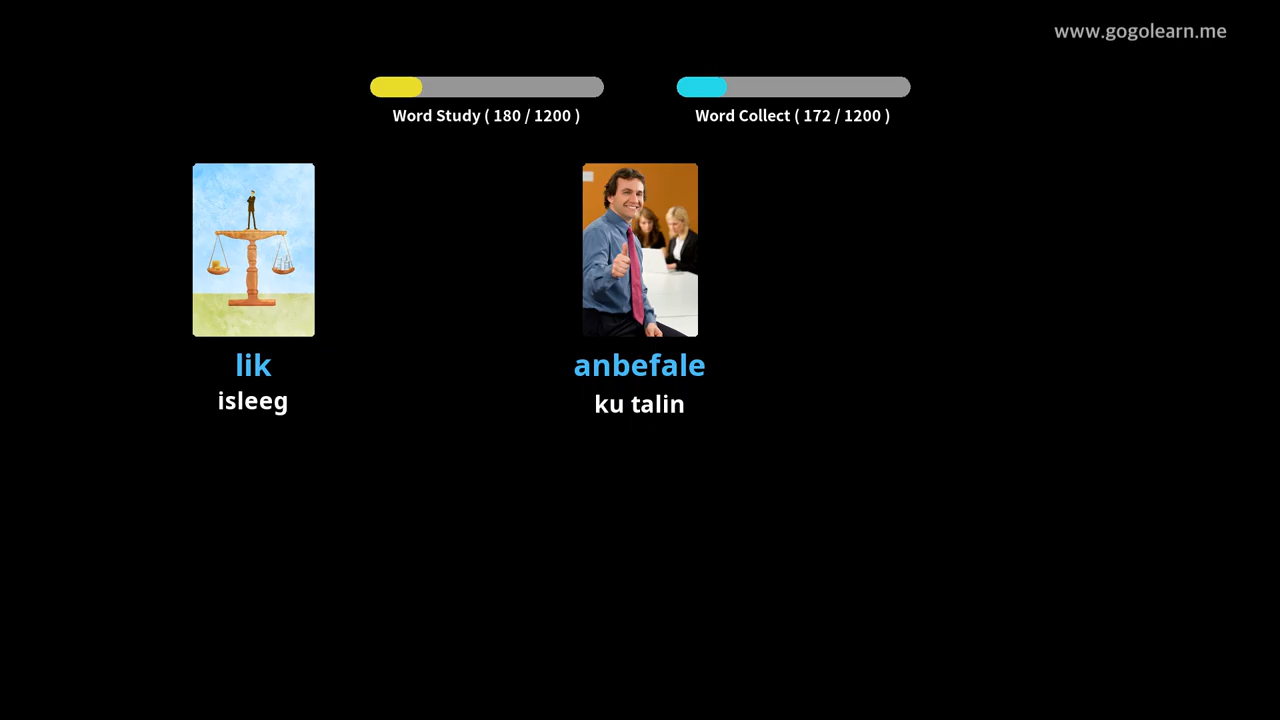 www.gogolearn.me
Word Study ( 180 / 1200 )
Word Collect ( 172 / 1200 )
lik
isleeg
anbefale
ku talin